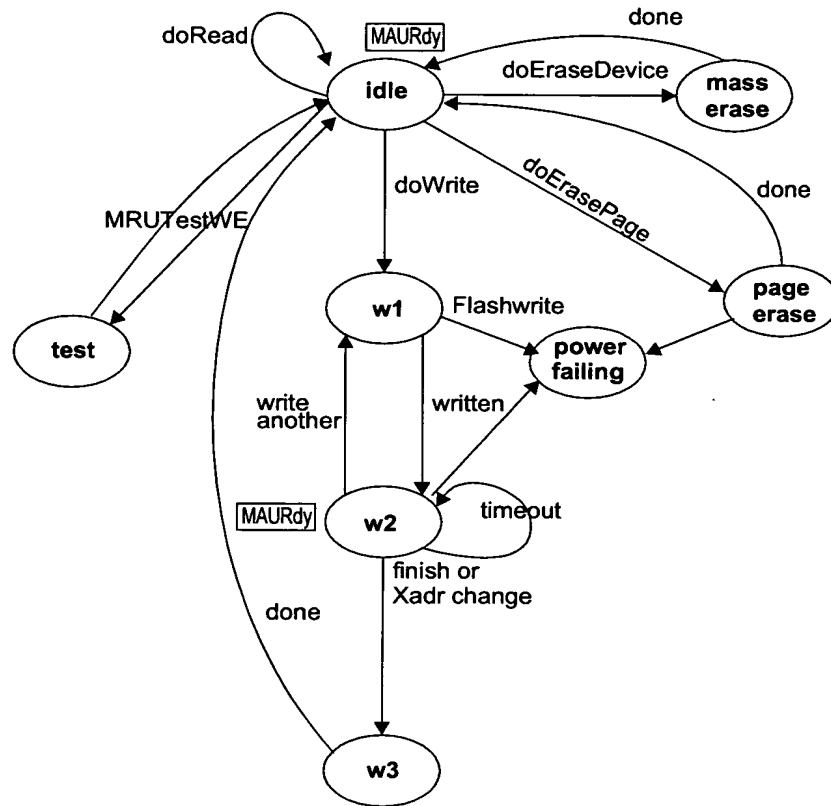 done
doRead
MAURdy
idle
doEraseDevice
mass
erase
doWrite
doErasePage
done
MRUTestWE
w1
Flashwrite
page
erase
test
power
failing
write
another
written
MAURdy
w2
timeout
finish or
Xadr change
done
w3